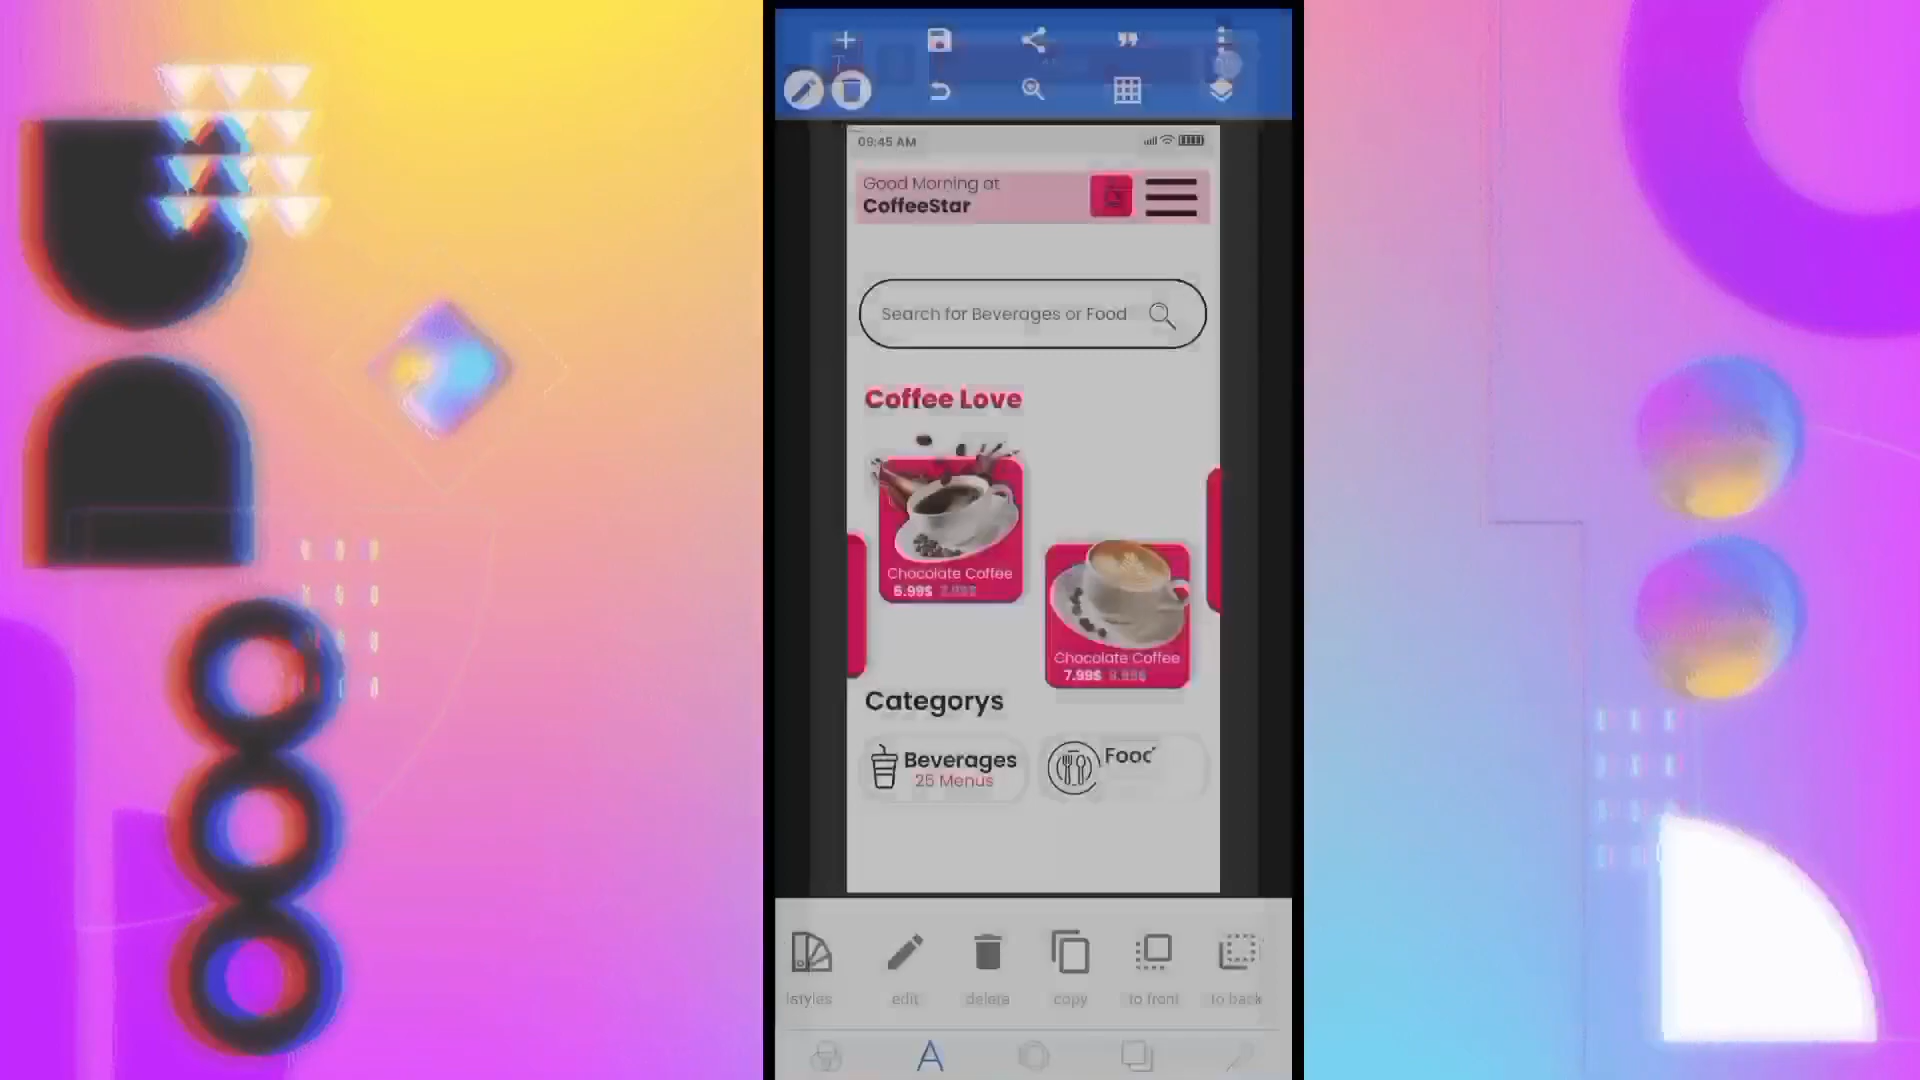 09:45 AM
Good Morning at
CoffeeStar
Search for Beverages or Food
Coffee Love
Chocolate Coffee
6.99$
Chocolate Coffee
7.99$
Categorys
Beverages
25 Menus
styles
edit
delete
copy
to front
to back
A